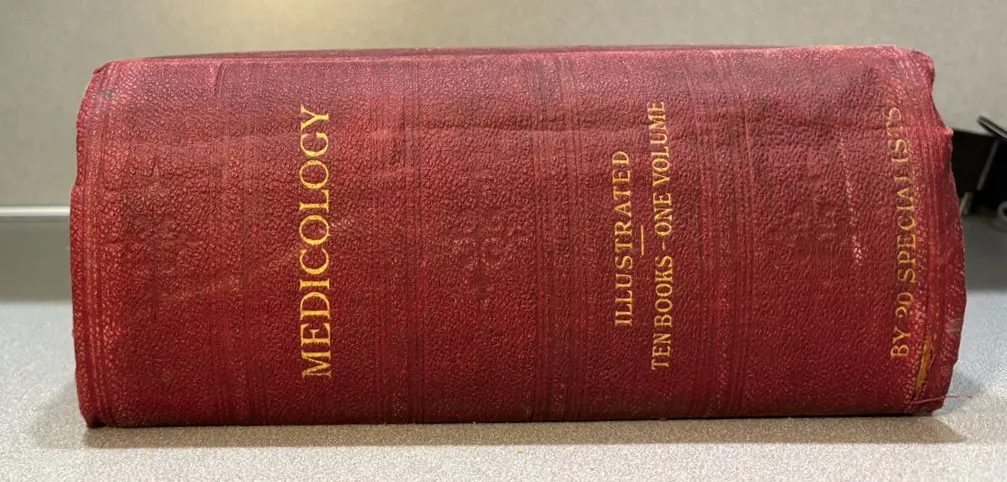 MEDICOLOGY
ILLUSTRATED
TEN BOOKS - ONE VOLUME
BY 20 SPECIALISTS